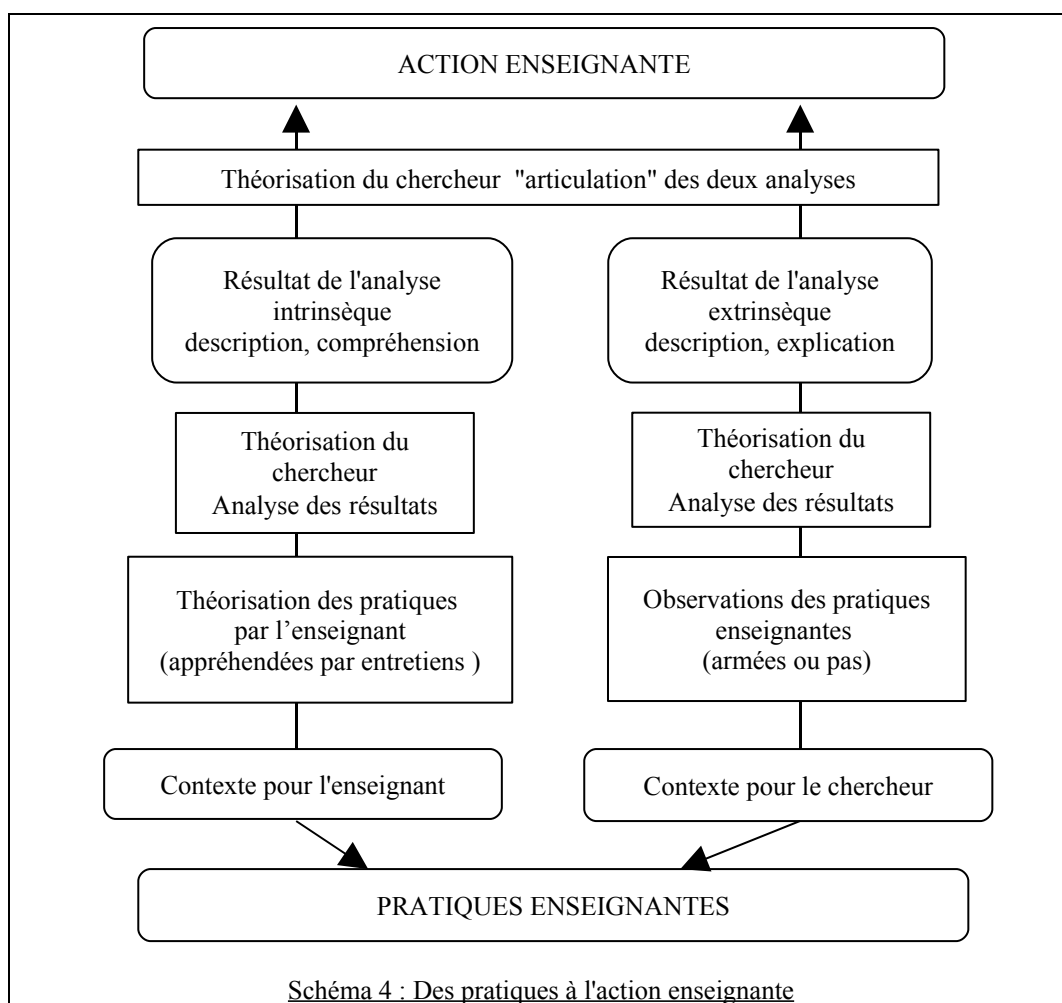 ACTION ENSEIGNANTE
Théorisation du chercheur "articulation" des deux analyses
Résultat de l'analyse
intrinsèque
description, compréhension
Résultat de l'analyse
extrinsèque
description, explication
Théorisation du
chercheur
Analyse des résultats
Théorisation du
chercheur
Analyse des résultats
Théorisation des pratiques
par l’enseignant
(appréhendées par entretiens )
Observations des pratiques
enseignantes
(armées ou pas)
Contexte pour l'enseignant
Contexte pour le chercheur
PRATIQUES ENSEIGNANTES
Schéma 4 : Des pratiques à l'action enseignante